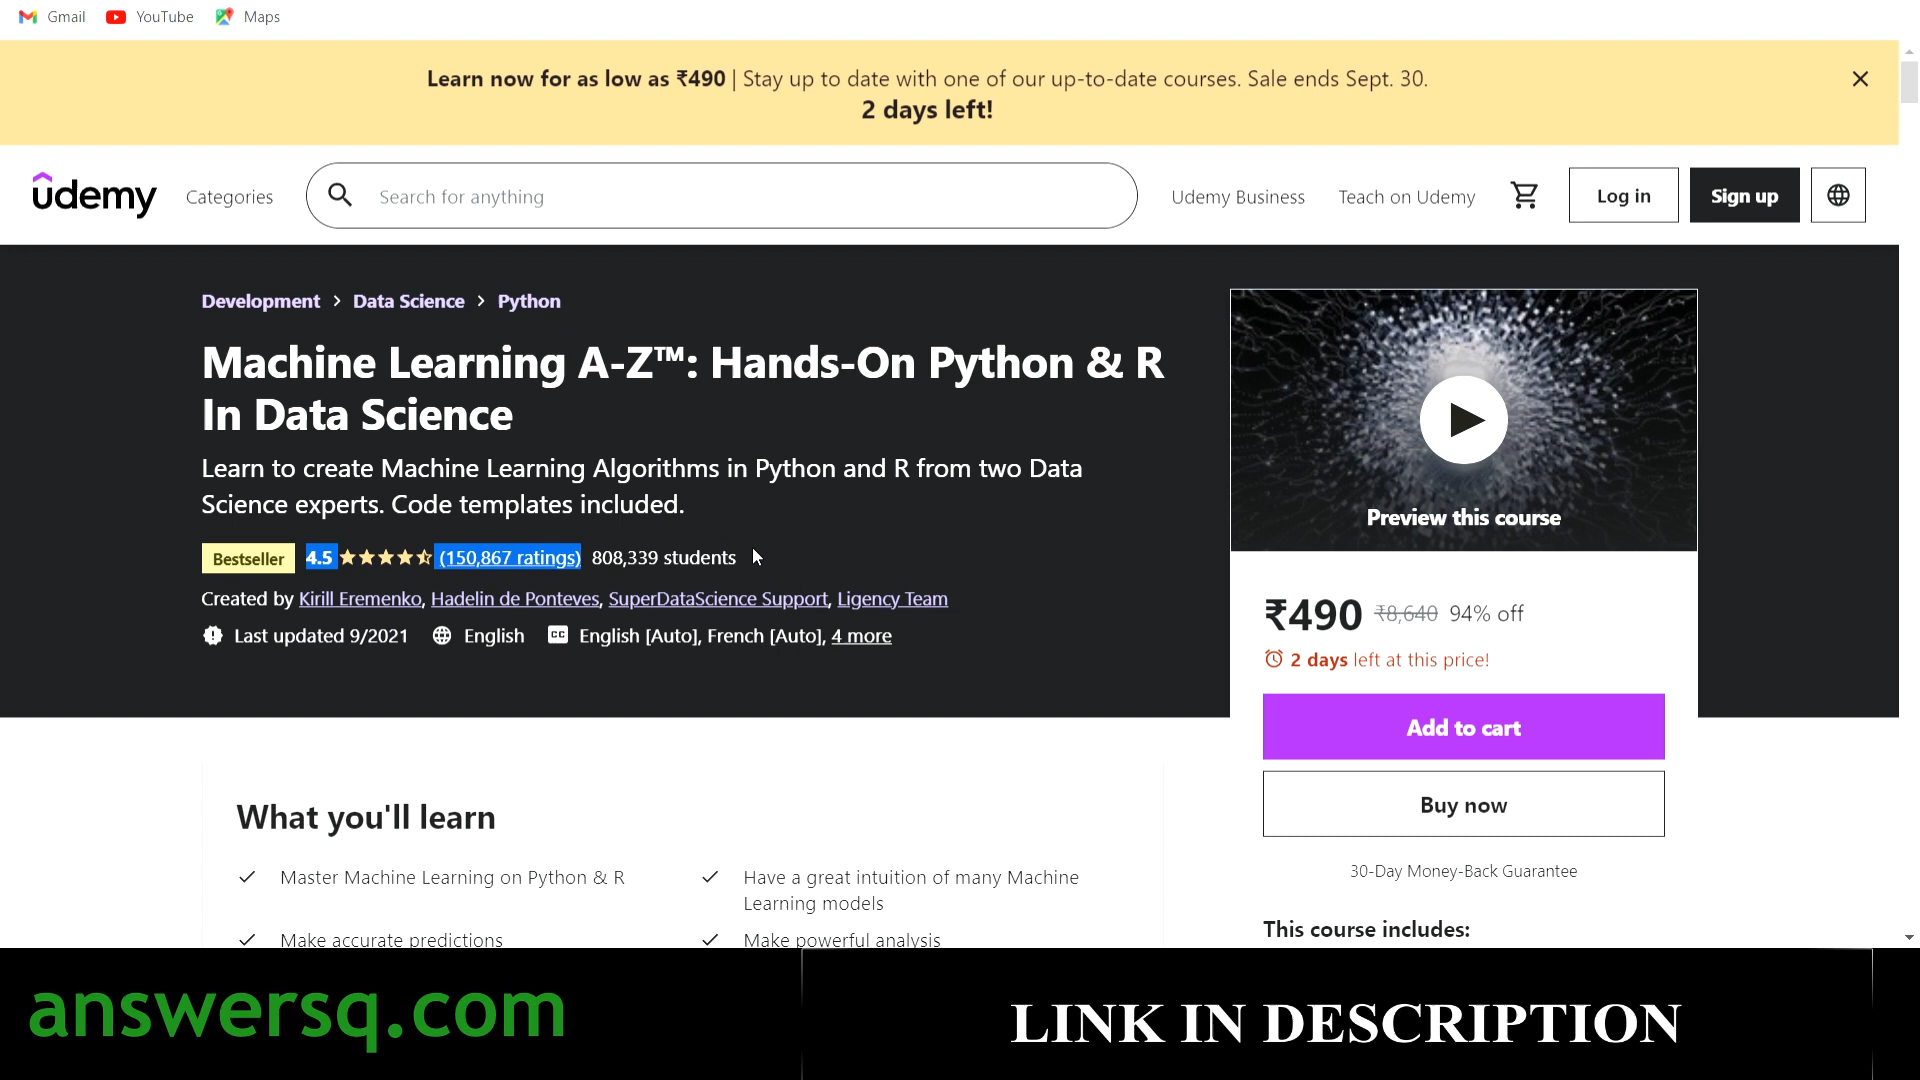 Gmail YouTube Maps
Learn now for as low as ₹490 | Stay up to date with one of our up-to-date courses. Sale ends Sept. 30.
2 days left!
udemy Categories Search for anything Udemy Business Teach on Udemy Log in Sign up
Development > Data Science > Python
Machine Learning A-Z™: Hands-On Python & R
In Data Science
Learn to create Machine Learning Algorithms in Python and R from two Data
Science experts. Code templates included.
Bestseller 4.5 (150,867 ratings) 808,339 students
Created by Kirill Eremenko, Hadelin de Ponteves, SuperDataScience Support, Ligency Team
Last updated 9/2021 English CC English [Auto], French [Auto], 4 more
Preview this course
₹490 ₹8,640 94% off
2 days left at this price!
Add to cart
Buy now
30-Day Money-Back Guarantee
This course includes:
What you'll learn
Master Machine Learning on Python & R
Have a great intuition of many Machine
Learning models
Make accurate predictions
Make powerful analysis
answersq.com
LINK IN DESCRIPTION